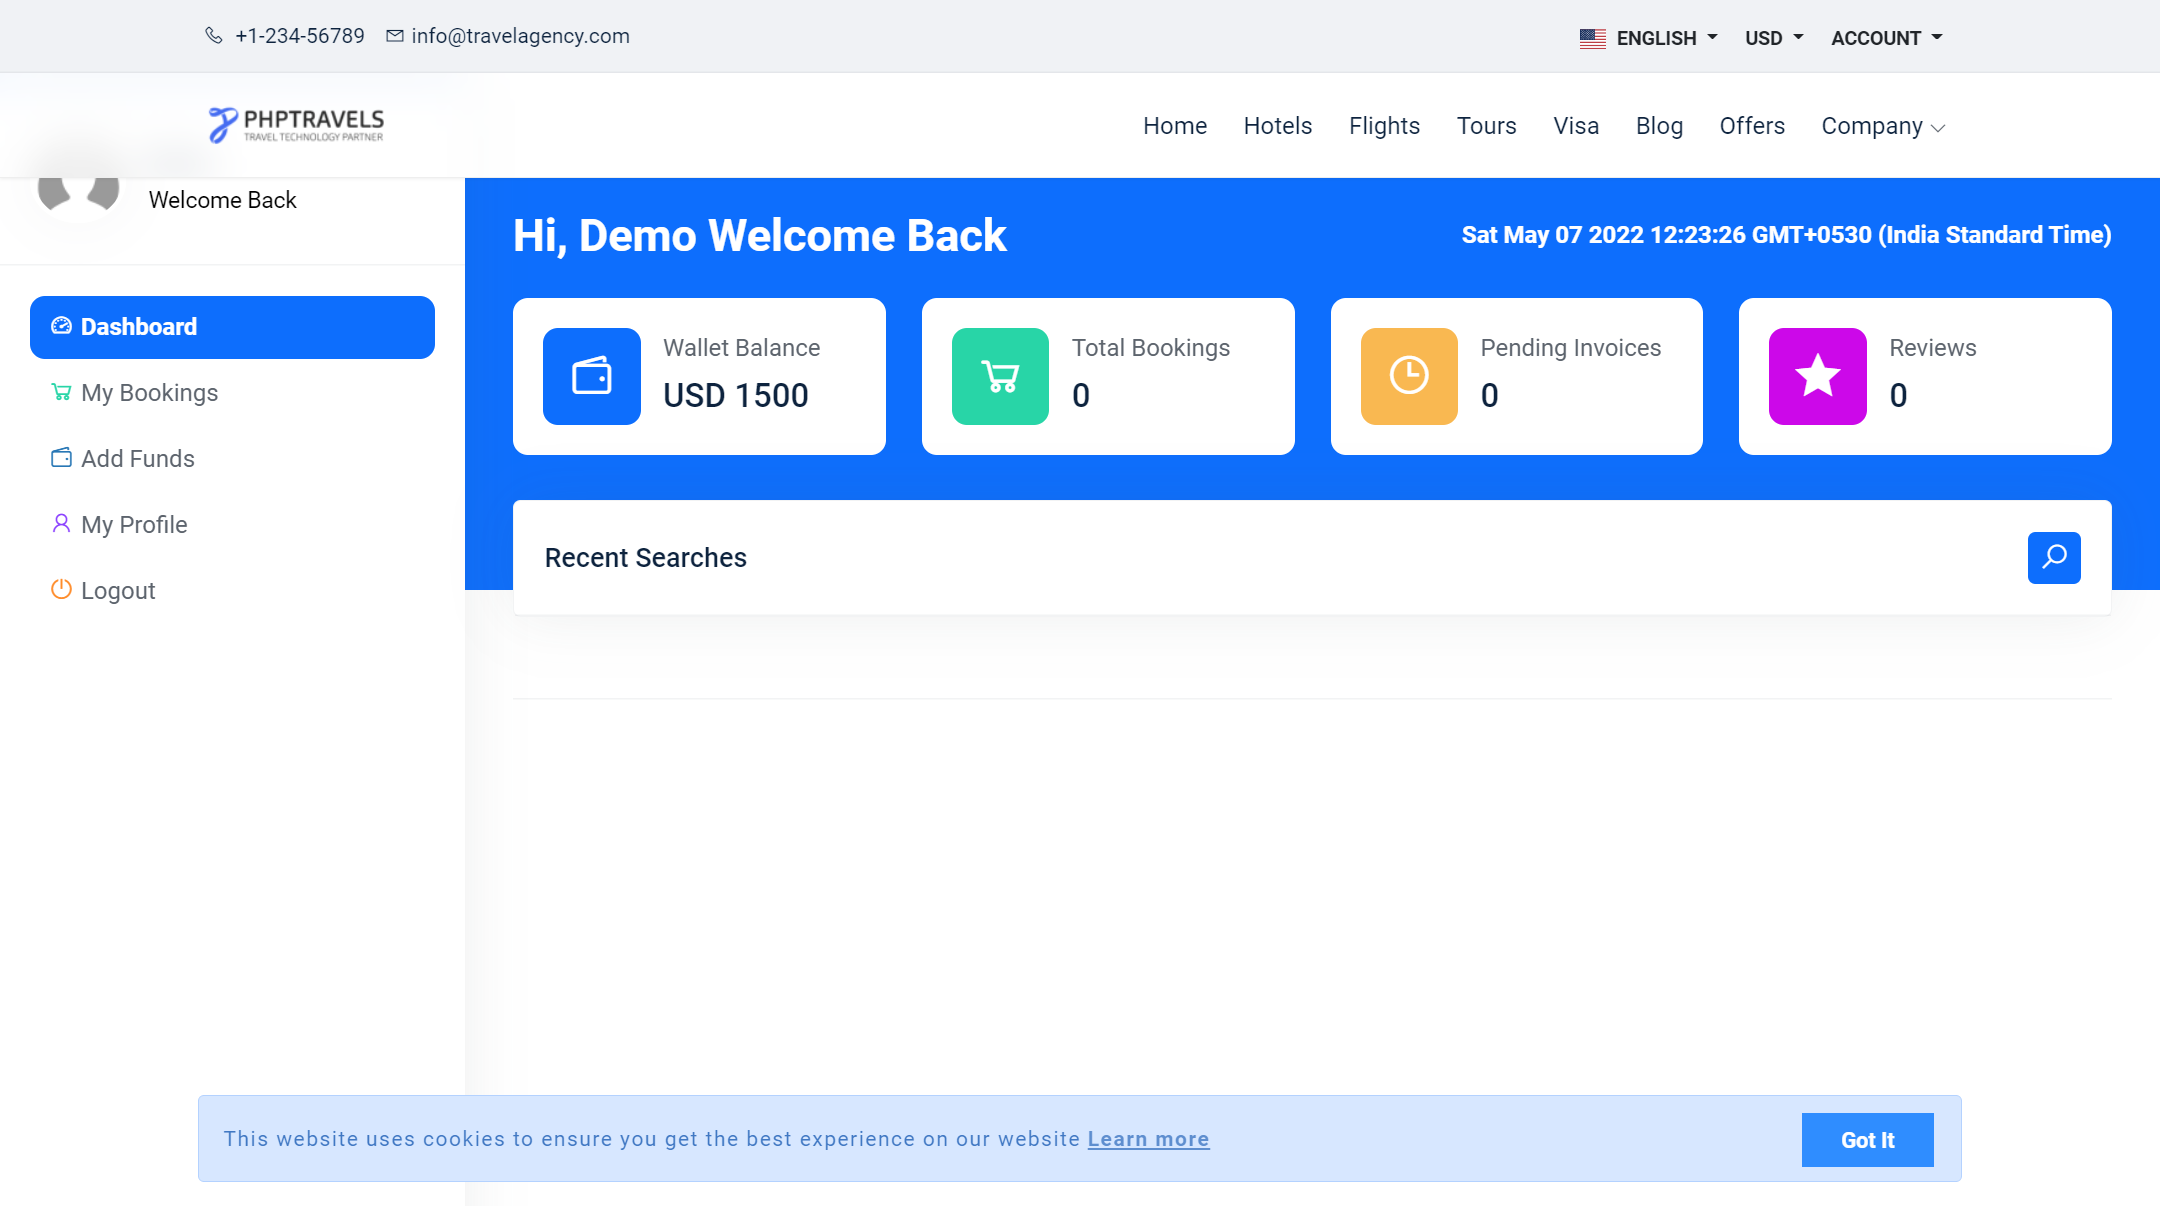 +1-234-56789 info@travelagency.com
ENGLISH USD ACCOUNT
PHPTRAVELS
TRAVEL TECHNOLOGY PARTNER
Home Hotels Flights Tours Visa Blog Offers Company
Welcome Back
Dashboard
My Bookings
Add Funds
My Profile
Logout
Hi, Demo Welcome Back
Sat May 07 2022 12:23:26 GMT+0530 (India Standard Time)
Wallet Balance
USD 1500
Total Bookings
0
Pending Invoices
0
Reviews
0
Recent Searches
This website uses cookies to ensure you get the best experience on our website Learn more
Got It